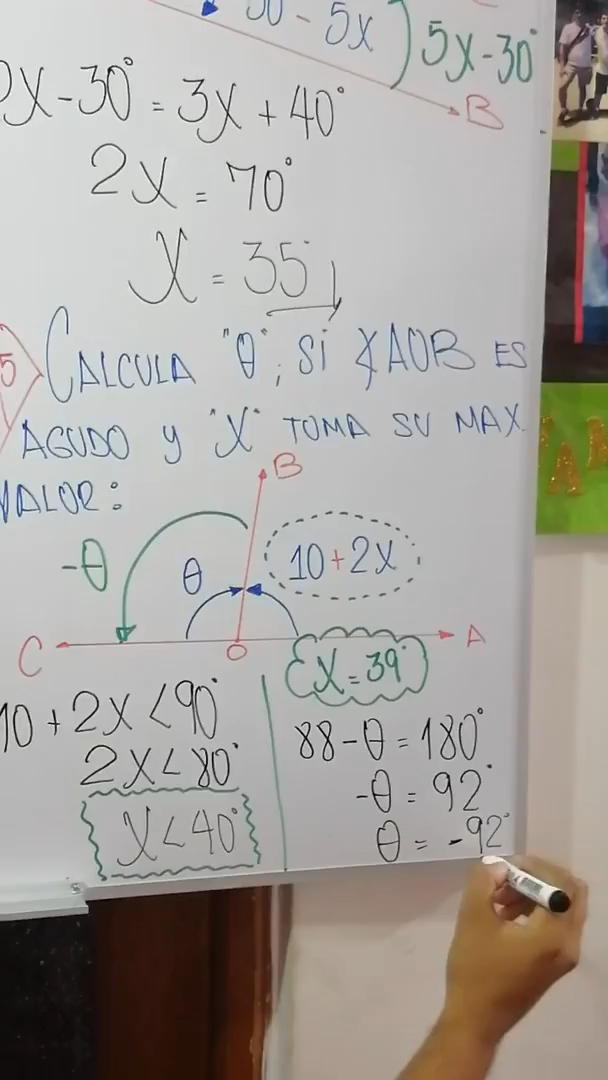 - 5x
5x-30°
x-30° = 3x + 40°
B
2x = 70°
x = 35°
5
CALCULA "θ", SI ∢AOB ES
AGUDO y "X" TOMA SU MAX.
VALOR:
B
-θ
θ
10+2x
C
O
A
x=39°
10 + 2x < 90°
2x < 80°
x < 40°
88-θ = 180°
-θ = 92°
θ = -92°